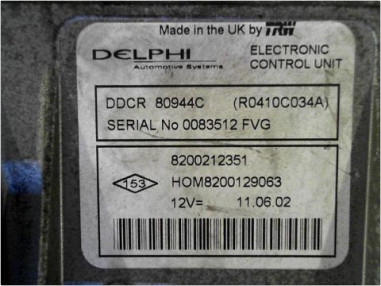 Made in the UK by TRW
DELPHI
Automotive Systems
ELECTRONIC
CONTROL UNIT
DDCR 80944C (R0410C034A)
SERIAL No 0083512 FVG
8200212351
153 HOM8200129063
12V= 11.06.02